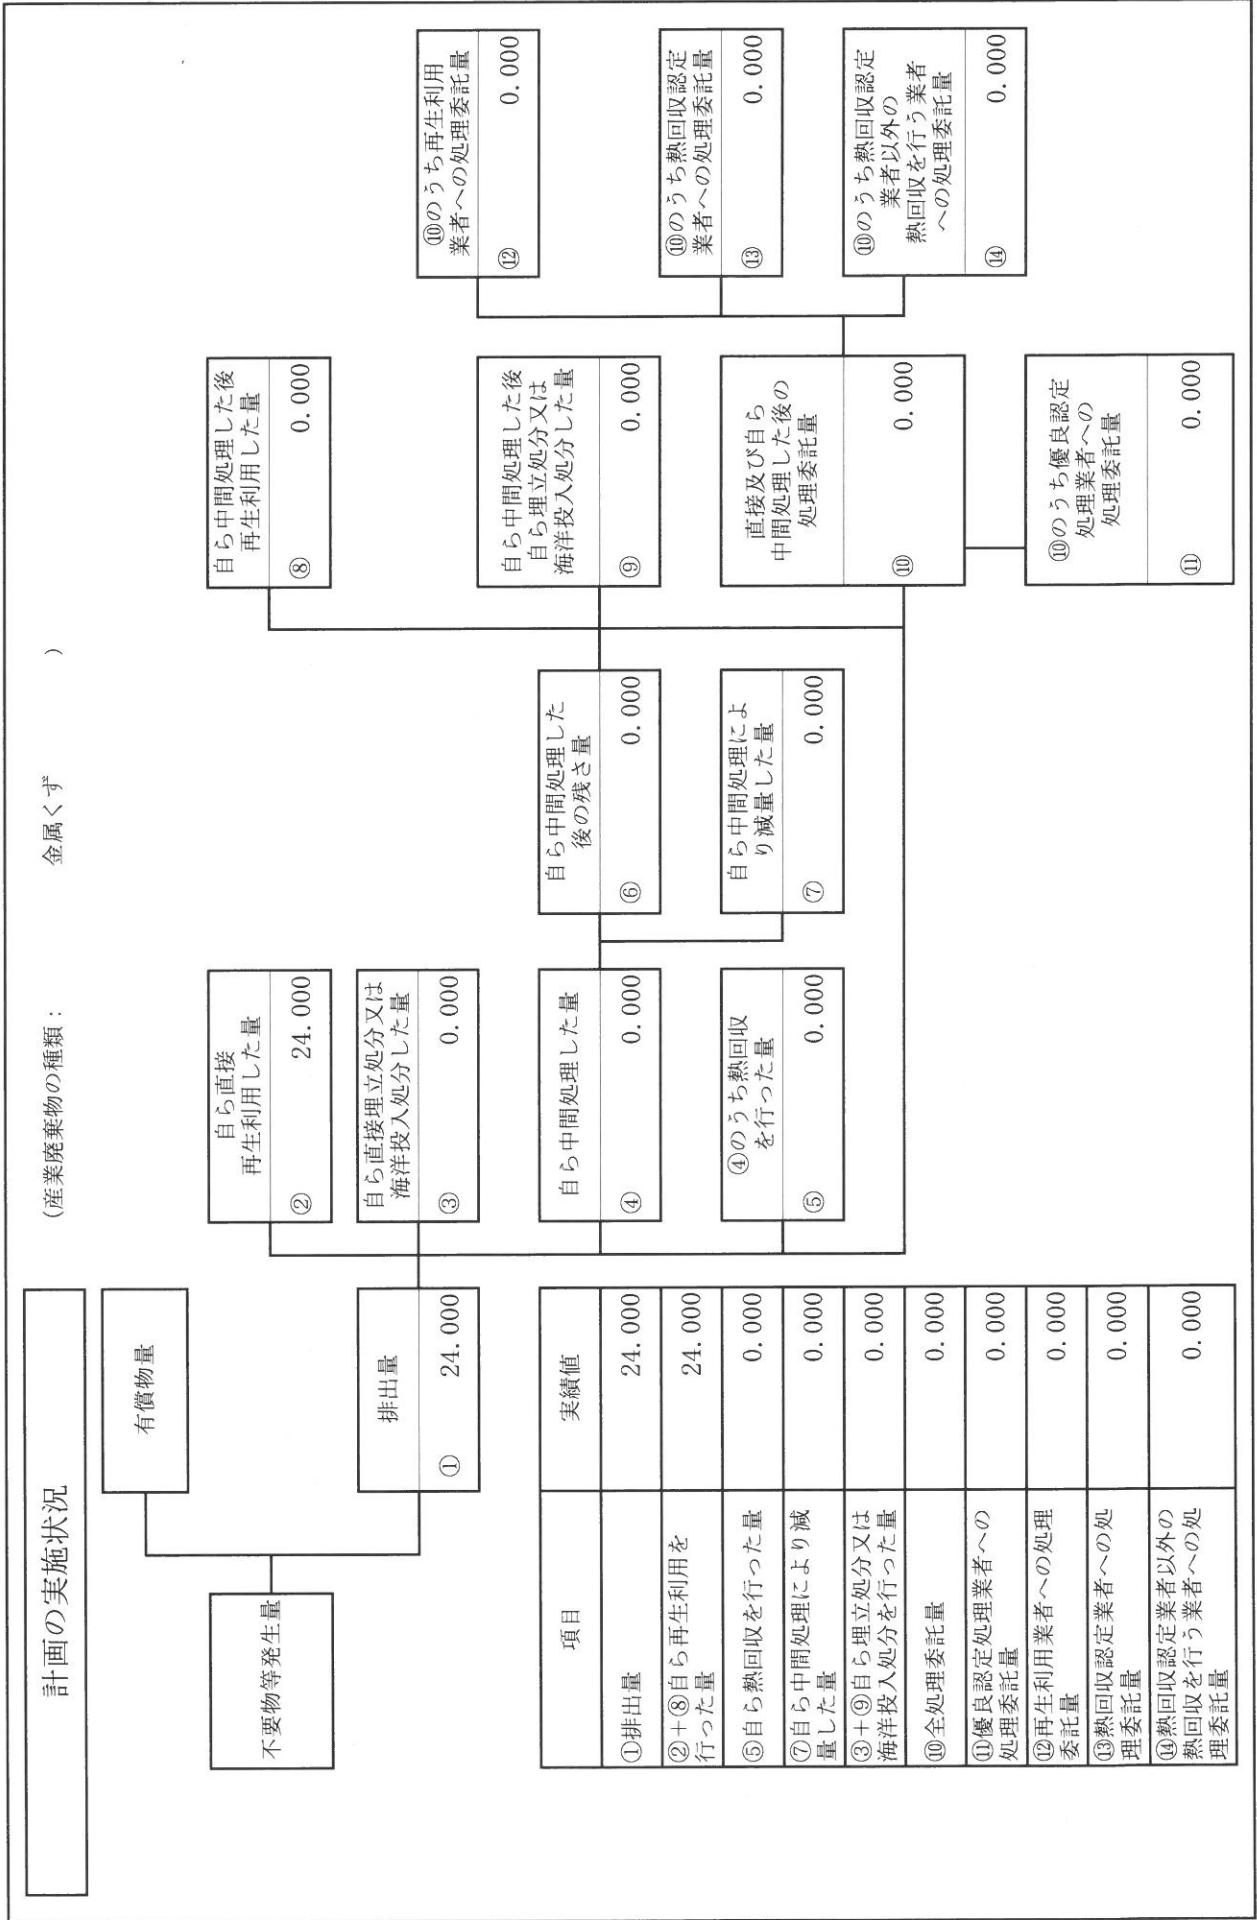 計画の実施状況
(産業廃棄物の種類： 金属くず )
不要物等発生量
有償物量
排出量
① 24.000
自ら直接
再生利用した量
② 24.000
自ら直接埋立処分又は
海洋投入処分した量
③ 0.000
自ら中間処理した量
④ 0.000
④のうち熱回収
を行った量
⑤ 0.000
自ら中間処理した
後の残さ量
⑥ 0.000
自ら中間処理によ
り減量した量
⑦ 0.000
自ら中間処理した後
再生利用した量
⑧ 0.000
自ら中間処理した後
自ら埋立処分又は
海洋投入処分した量
⑨ 0.000
直接及び自ら
中間処理した後の
処理委託量
⑩ 0.000
⑩のうち優良認定
処理業者への
処理委託量
⑪ 0.000
⑩のうち再生利用
業者への処理委託量
⑫ 0.000
⑩のうち熱回収認定
業者への処理委託量
⑬ 0.000
⑩のうち熱回収認定
業者以外の
熱回収を行う業者
への処理委託量
⑭ 0.000
項目 実績値
①排出量 24.000
②＋⑧自ら再生利用を
行った量 24.000
⑤自ら熱回収を行った量 0.000
⑦自ら中間処理により減
量した量 0.000
③＋⑨自ら埋立処分又は
海洋投入処分を行った量 0.000
⑩全処理委託量 0.000
⑪優良認定処理業者への
処理委託量 0.000
⑫再生利用業者への処理
委託量 0.000
⑬熱回収認定業者への処
理委託量 0.000
⑭熱回収認定業者以外の
熱回収を行う業者への処
理委託量 0.000